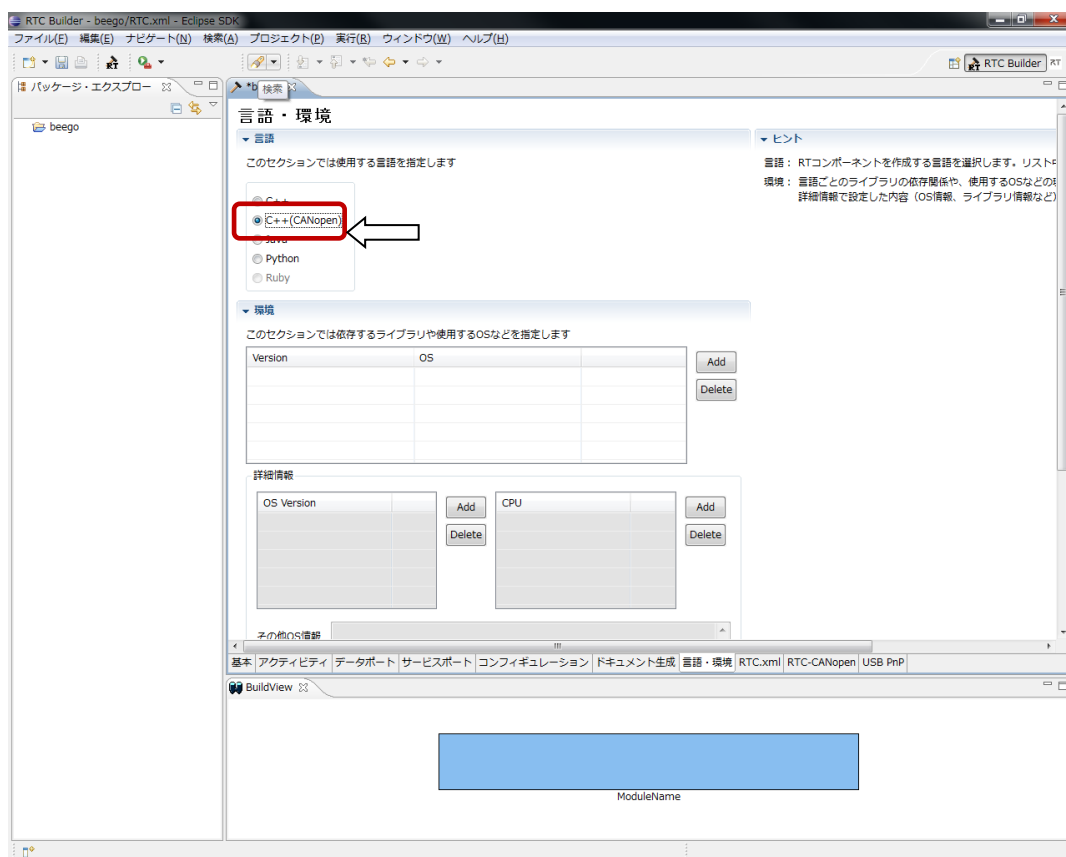 RTC Builder - beego/RTC.xml - Eclipse SDK
ファイル(F) 編集(E) ナビゲート(N) 検索(A) プロジェクト(P) 実行(R) ウィンドウ(W) ヘルプ(H)
RTC Builder RT
パッケージ・エクスプロー
*b
検索
beego
言語・環境
言語
ヒント
このセクションでは使用する言語を指定します
言語： RTコンポーネントを作成する言語を選択します。リスト
環境： 言語ごとのライブラリの依存関係や、使用するOSなどの
詳細情報で設定した内容（OS情報、ライブラリ情報など）
C++
C++(CANopen)
Java
Python
Ruby
環境
このセクションでは依存するライブラリや使用するOSなどを指定します
Version OS
Add
Delete
詳細情報
OS Version
Add
CPU
Add
Delete
Delete
その他OS情報
基本 アクティビティ データポート サービスポート コンフィギュレーション ドキュメント生成 言語・環境 RTC.xml RTC-CANopen USB PnP
BuildView
ModuleName